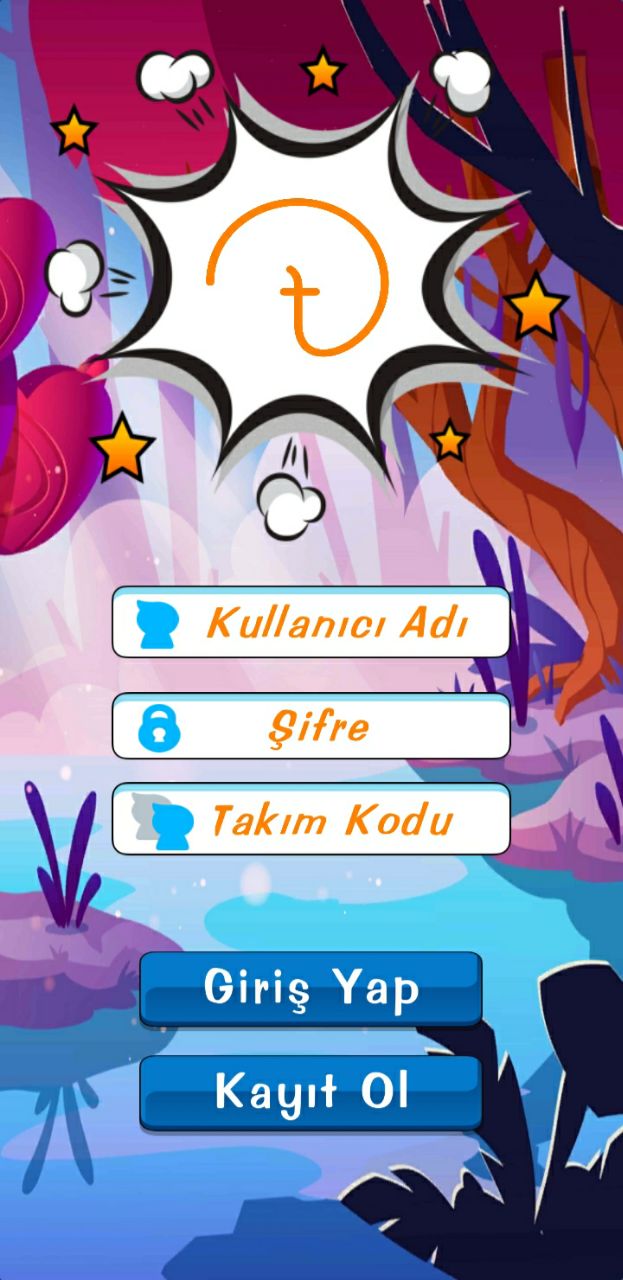 Kullanıcı Adı
Şifre
Takım Kodu
Giriş Yap
Kayıt Ol